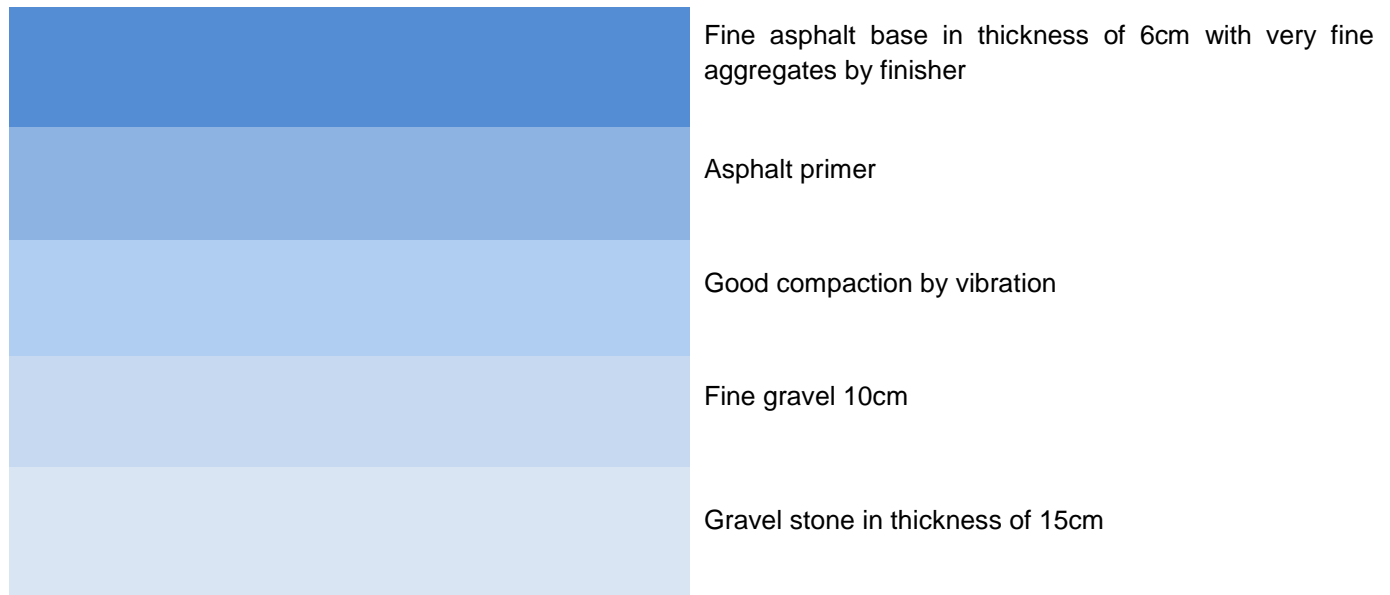 Fine asphalt base in thickness of 6cm with very fine
aggregates by finisher
Asphalt primer
Good compaction by vibration
Fine gravel 10cm
Gravel stone in thickness of 15cm